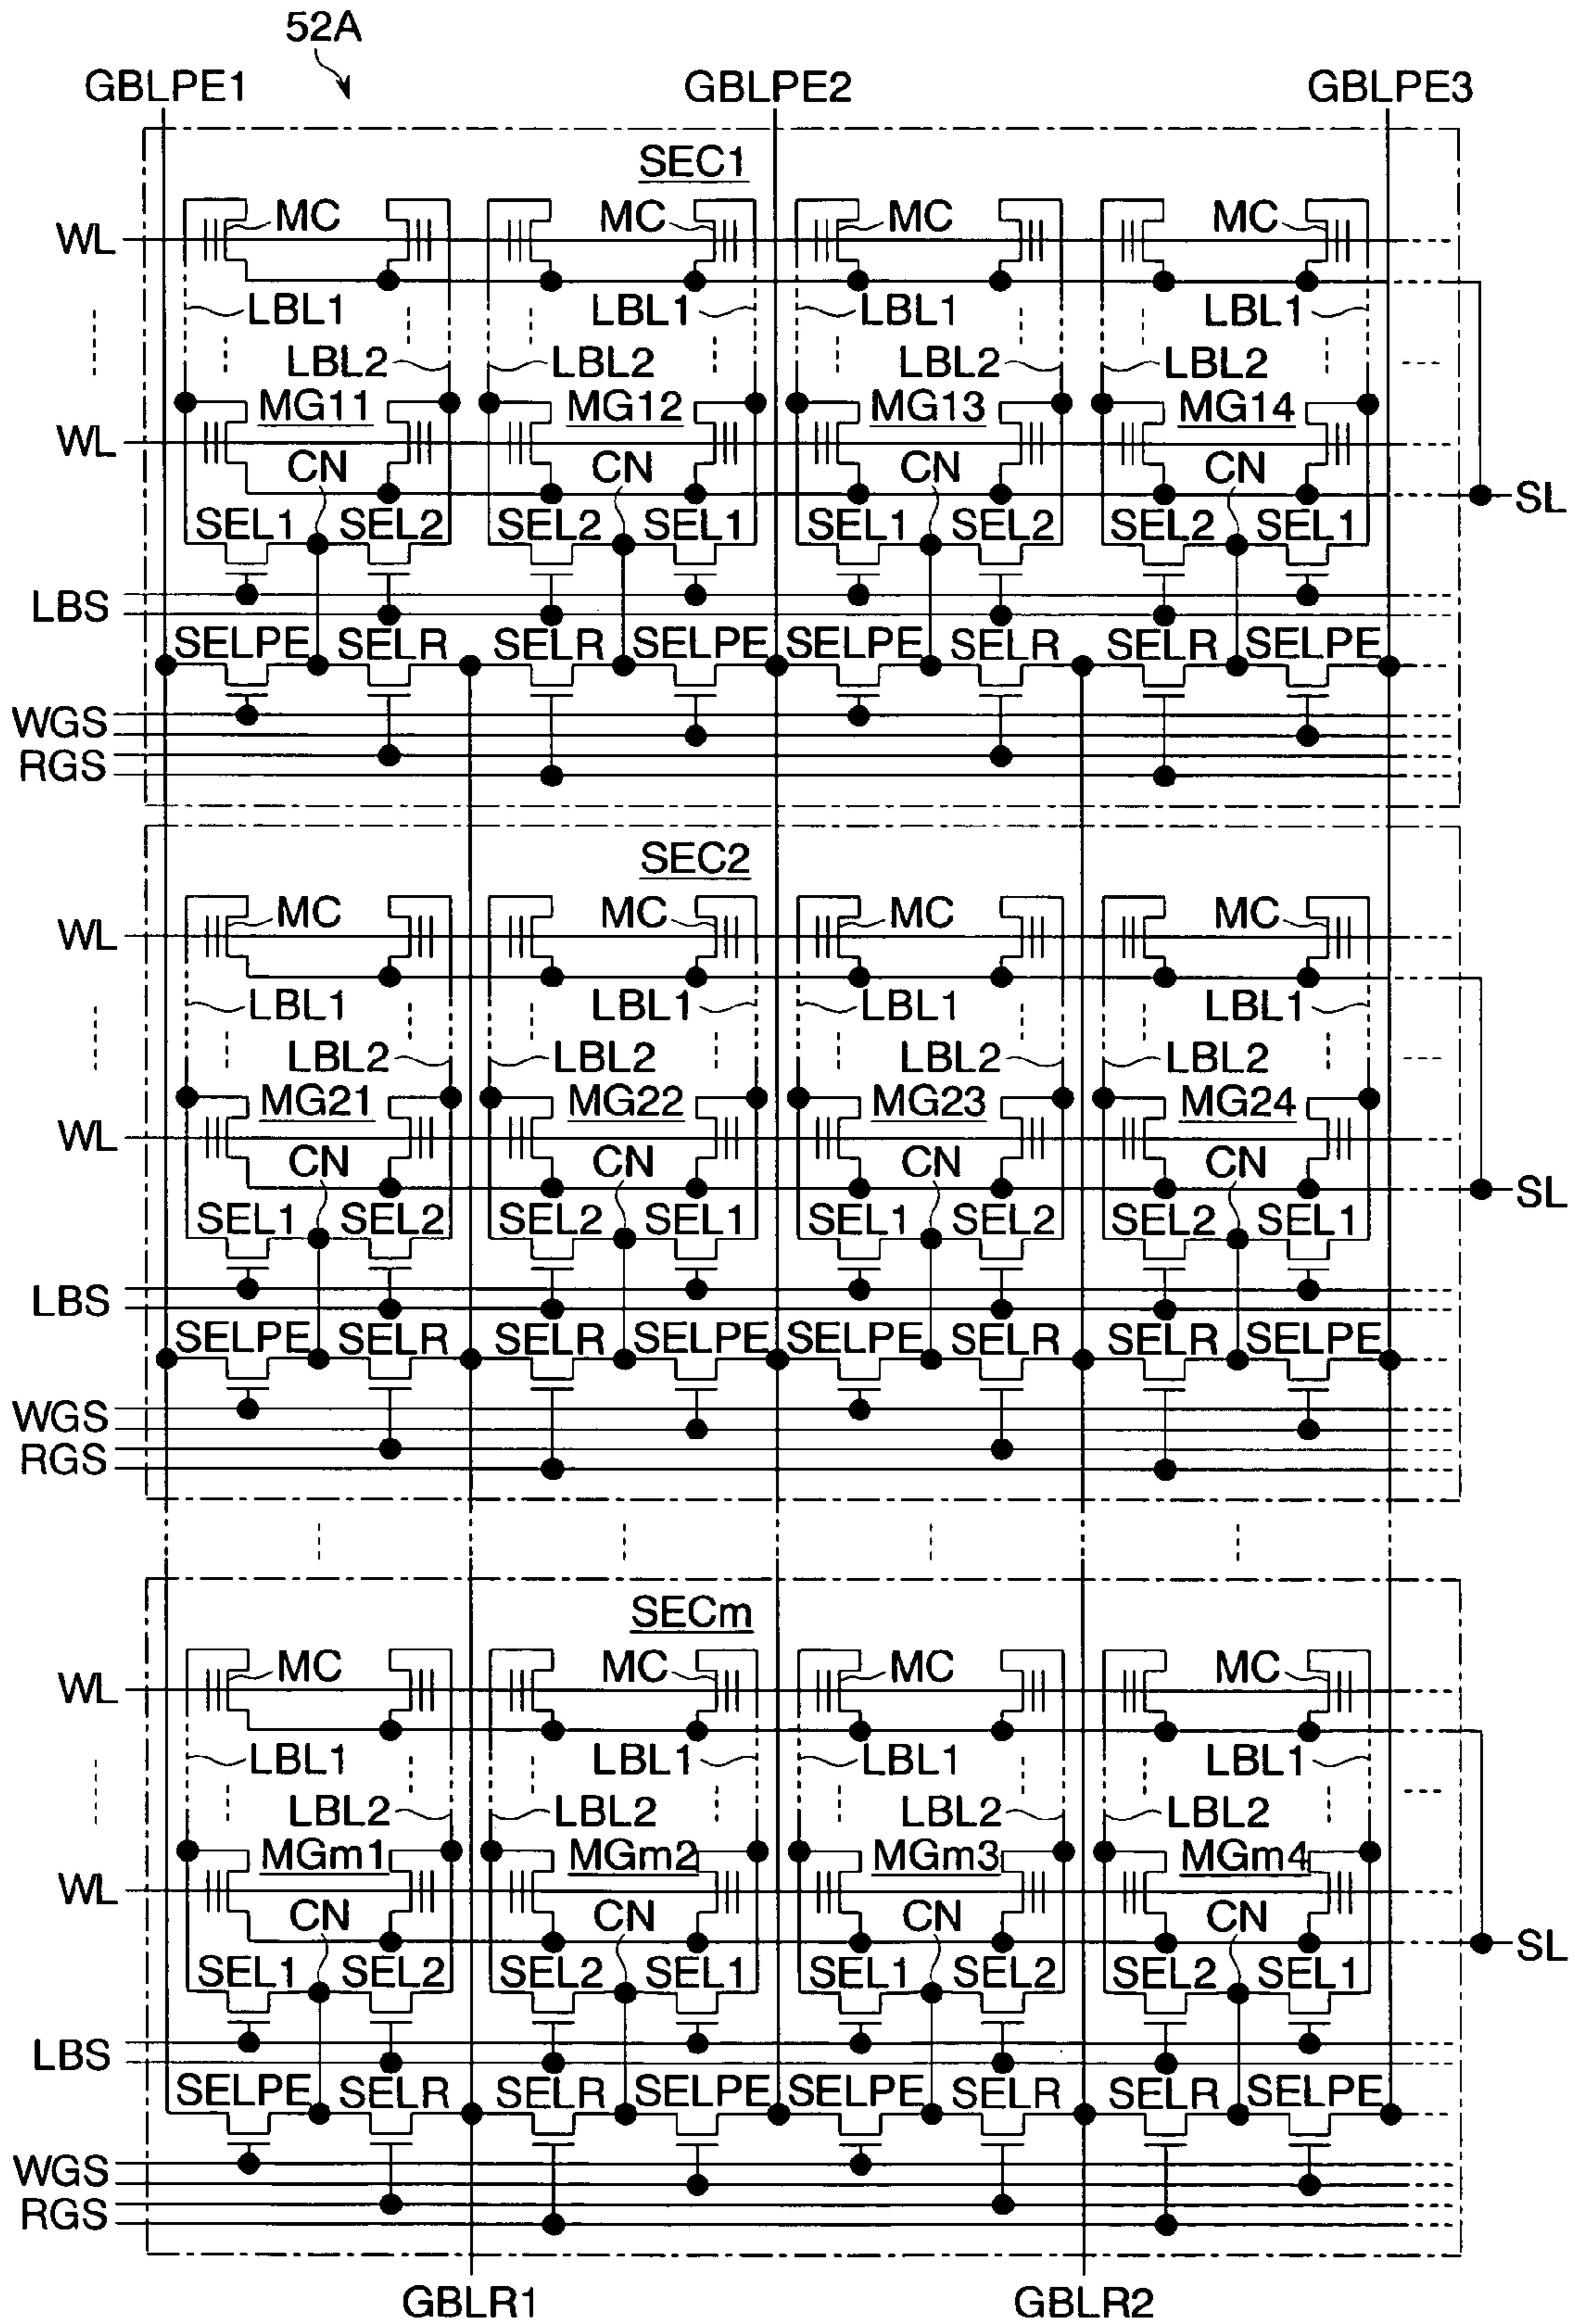 52A
GBLPE1 GBLPE2 GBLPE3
SEC1
WL MC MC MC MC
LBL1 LBL1 LBL1 LBL1
LBL2 LBL2 LBL2 LBL2
MG11 MG12 MG13 MG14
WL CN CN CN CN
SL
SEL1 SEL2 SEL2 SEL1 SEL1 SEL2 SEL2 SEL1
LBS
SELPE SELR SELR SELPE SELPE SELR SELR SELPE
WGS
RGS
SEC2
WL MC MC MC MC
LBL1 LBL1 LBL1 LBL1
LBL2 LBL2 LBL2 LBL2
MG21 MG22 MG23 MG24
WL CN CN CN CN
SL
SEL1 SEL2 SEL2 SEL1 SEL1 SEL2 SEL2 SEL1
LBS
SELPE SELR SELR SELPE SELPE SELR SELR SELPE
WGS
RGS
SECm
WL MC MC MC MC
LBL1 LBL1 LBL1 LBL1
LBL2 LBL2 LBL2 LBL2
MGm1 MGm2 MGm3 MGm4
WL CN CN CN CN
SL
SEL1 SEL2 SEL2 SEL1 SEL1 SEL2 SEL2 SEL1
LBS
SELPE SELR SELR SELPE SELPE SELR SELR SELPE
WGS
RGS
GBLR1 GBLR2